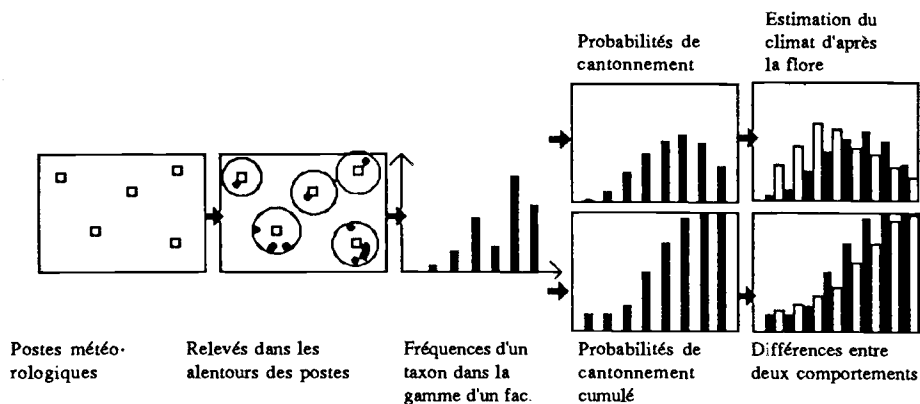 Probabilités de
cantonnement
Estimation du
climat d'après
la flore
Postes météo-
rologiques
Relevés dans les
alentours des postes
Fréquences d'un
taxon dans la
gamme d'un fac.
Probabilités de
cantonnement
cumulé
Différences entre
deux comportements